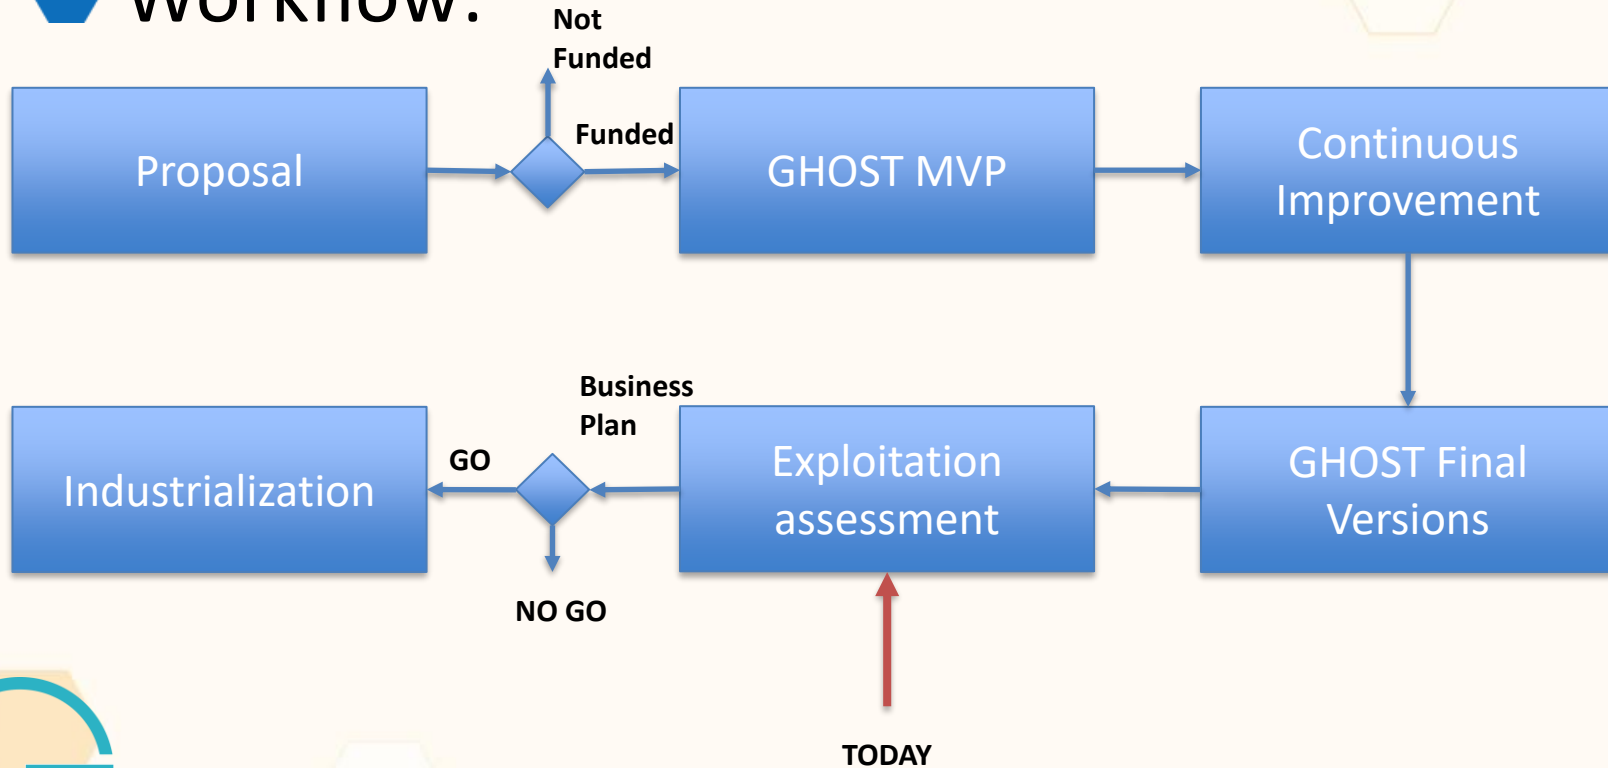 Workflow:
Not
Funded
Proposal
Funded
GHOST MVP
Continuous
Improvement
Industrialization
GO
NO GO
Business
Plan
Exploitation
assessment
GHOST Final
Versions
TODAY